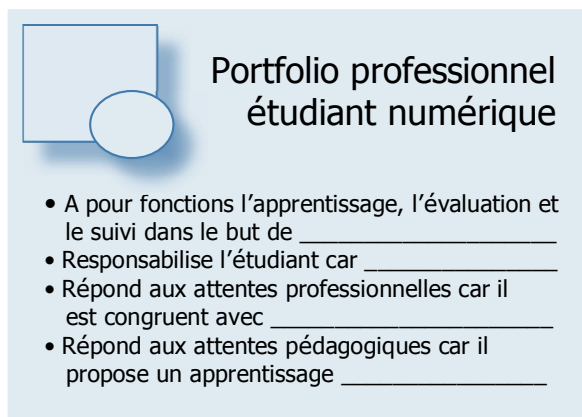 Portfolio professionnel
étudiant numérique
• A pour fonctions l’apprentissage, l’évaluation et
le suivi dans le but de ____________________
• Responsabilise l’étudiant car _______________
• Répond aux attentes professionnelles car il
est congruent avec ______________________
• Répond aux attentes pédagogiques car il
propose un apprentissage ________________